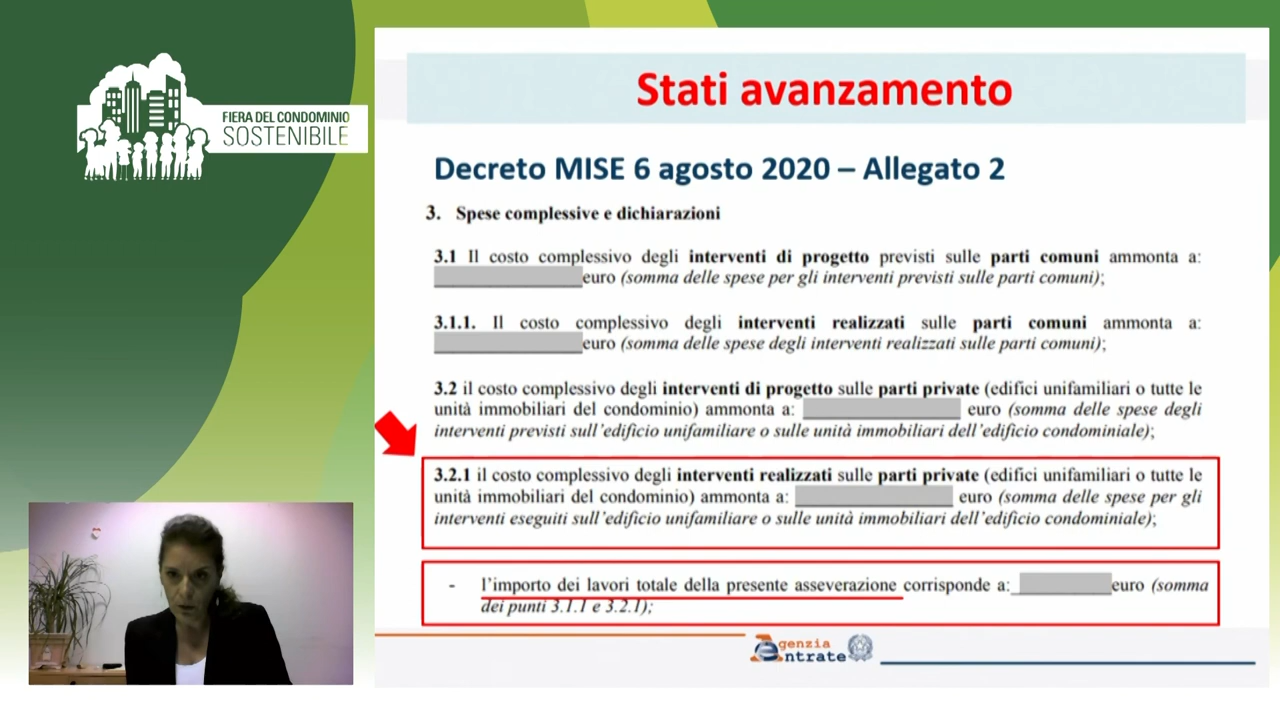 FIERA DEL CONDOMINIO
SOSTENIBILE
Stati avanzamento
Decreto MISE 6 agosto 2020 – Allegato 2
3. Spese complessive e dichiarazioni
3.1 Il costo complessivo degli interventi di progetto previsti sulle parti comuni ammonta a:
euro (somma delle spese per gli interventi previsti sulle parti comuni);
3.1.1. Il costo complessivo degli interventi realizzati sulle parti comuni ammonta a:
euro (somma delle spese degli interventi realizzati sulle parti comuni);
3.2 il costo complessivo degli interventi di progetto sulle parti private (edifici unifamiliari o tutte le
unità immobiliari del condominio) ammonta a: euro (somma delle spese degli
interventi previsti sull'edificio unifamiliare o sulle unità immobiliari dell'edificio condominiale);
3.2.1 il costo complessivo degli interventi realizzati sulle parti private (edifici unifamiliari o tutte le
unità immobiliari del condominio) ammonta a: euro (somma delle spese per gli
interventi eseguiti sull'edificio unifamiliare o sulle unità immobiliari dell'edificio condominiale);
- l'importo dei lavori totale della presente asseverazione corrisponde a: euro (somma
dei punti 3.1.1 e 3.2.1);
genzia
ntrate